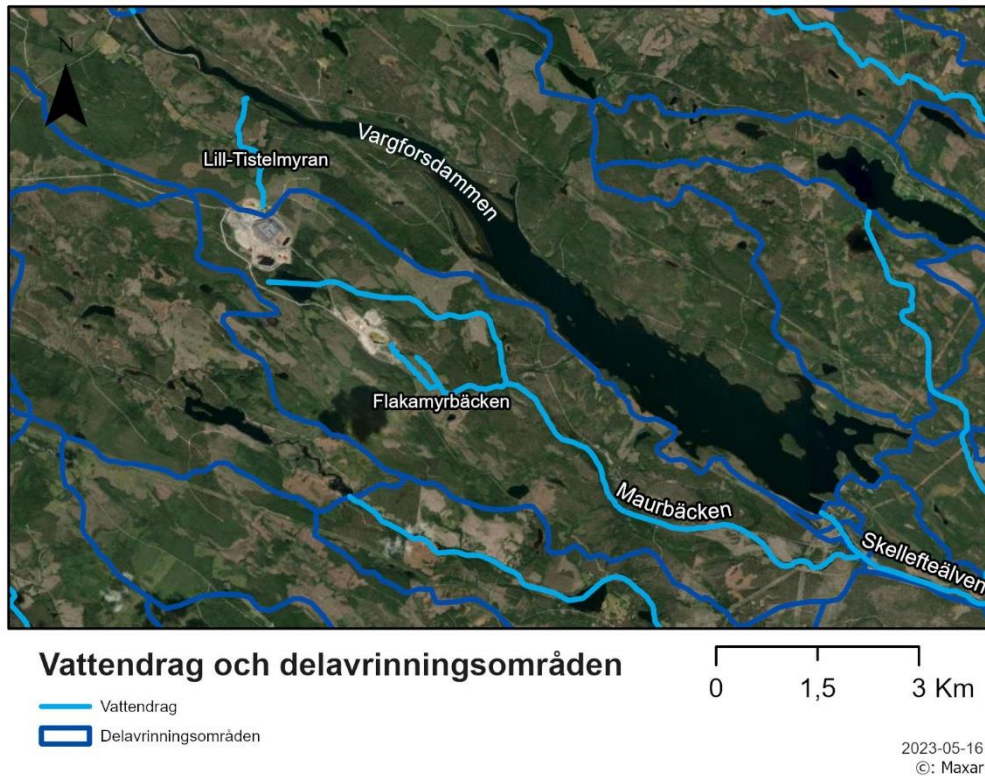 N
Lill-Tistelmyran
Vargforsdammen
Flakamyrbäcken
Maurbäcken
Skellefteälven
Vattendrag och delavrinningsområden
Vattendrag
Delavrinningsområden
0 1,5 3 Km
2023-05-16
©: Maxar